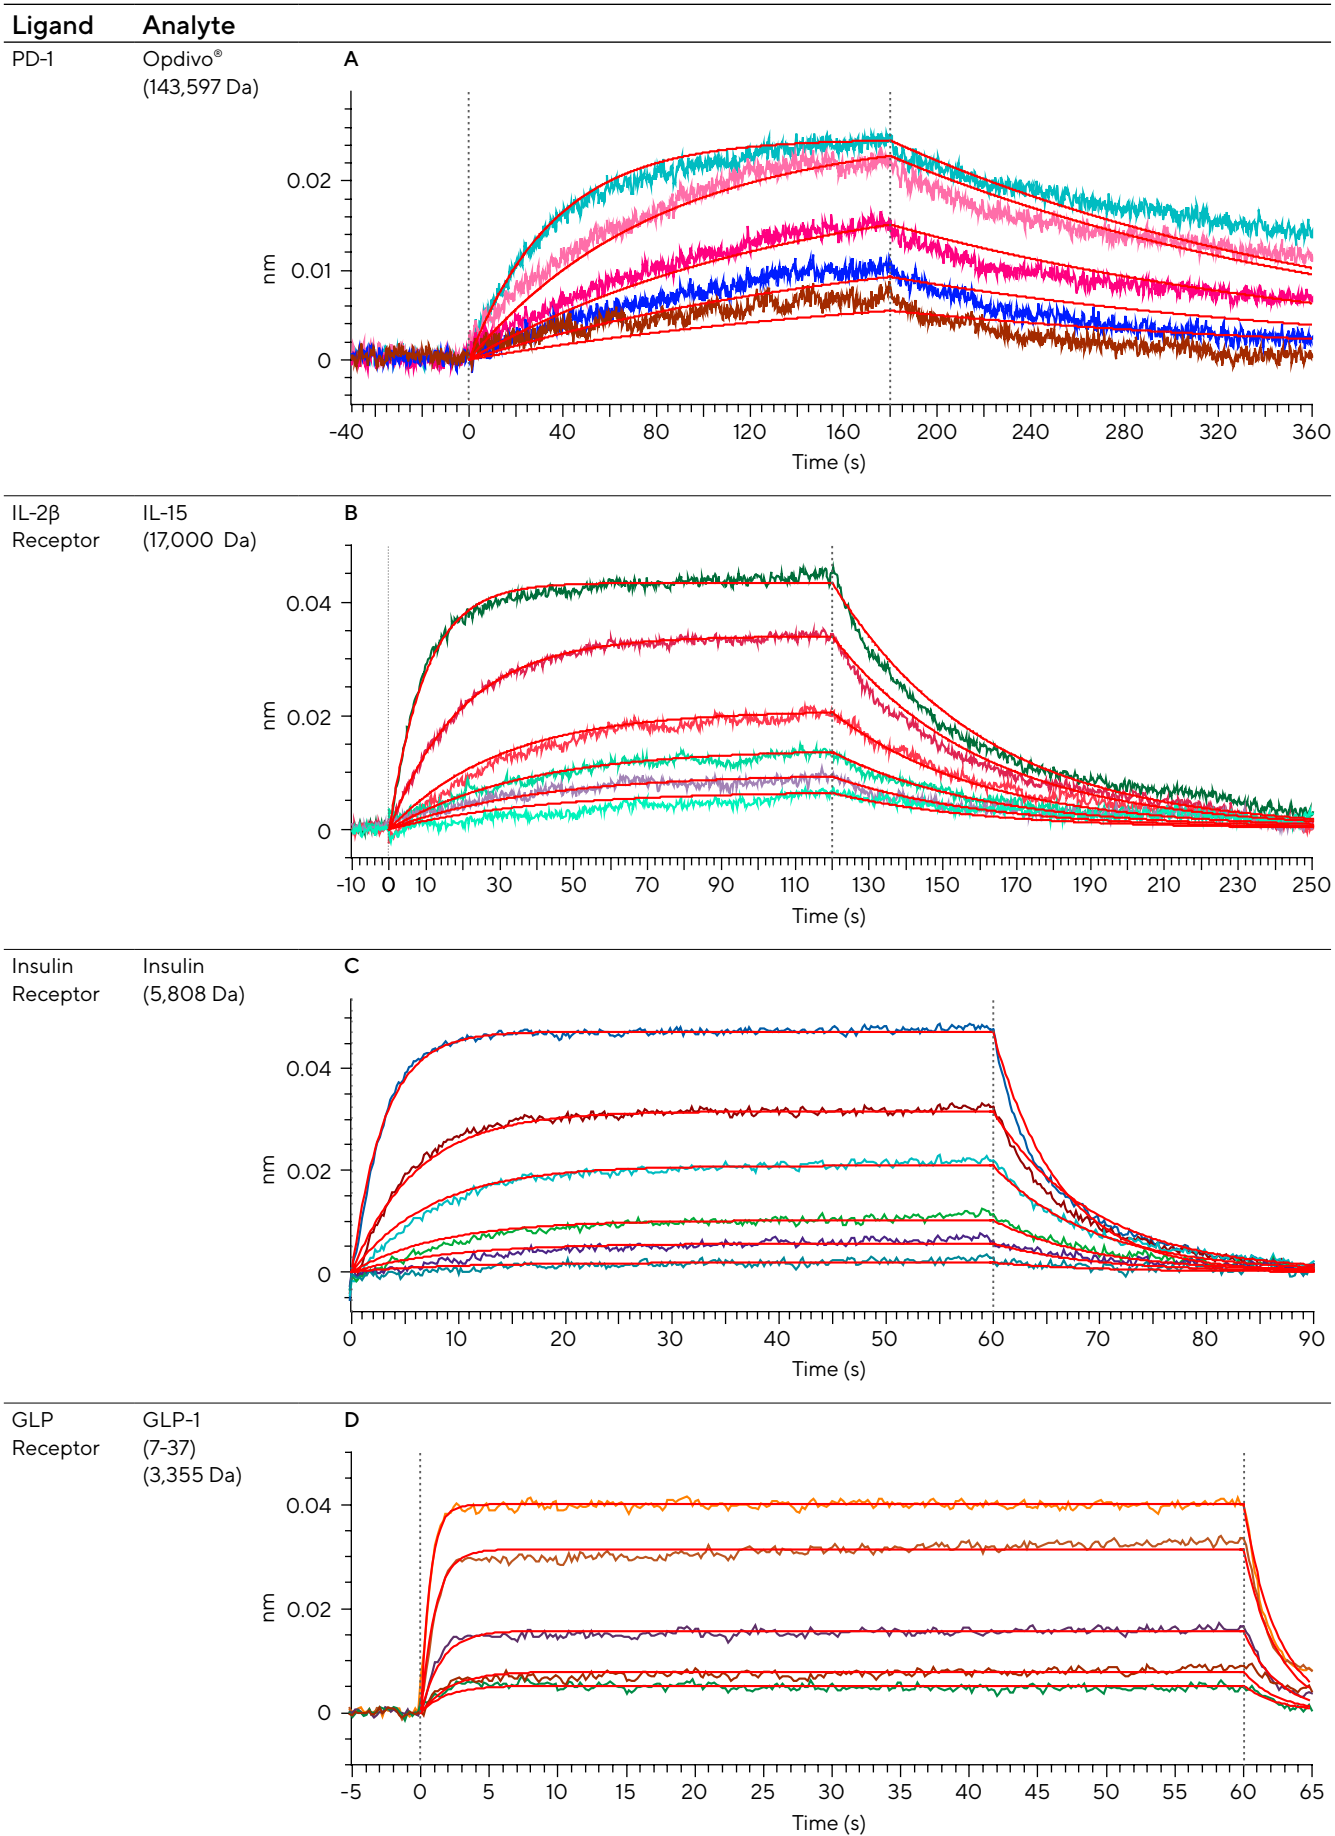 Ligand Analyte
PD-1 Opdivo® A
(143,597 Da)
0.02
0.01
0
nm
-40 0 40 80 120 160 200 240 280 320 360
Time (s)
IL-2β IL-15 B
Receptor (17,000 Da)
0.04
0.02
0
nm
-10 0 10 30 50 70 90 110 130 150 170 190 210 230 250
Time (s)
Insulin Insulin C
Receptor (5,808 Da)
0.04
0.02
0
nm
0 10 20 30 40 50 60 70 80 90
Time (s)
GLP GLP-1 D
Receptor (7-37)
(3,355 Da)
0.04
0.02
0
nm
-5 0 5 10 15 20 25 30 35 40 45 50 55 60 65
Time (s)